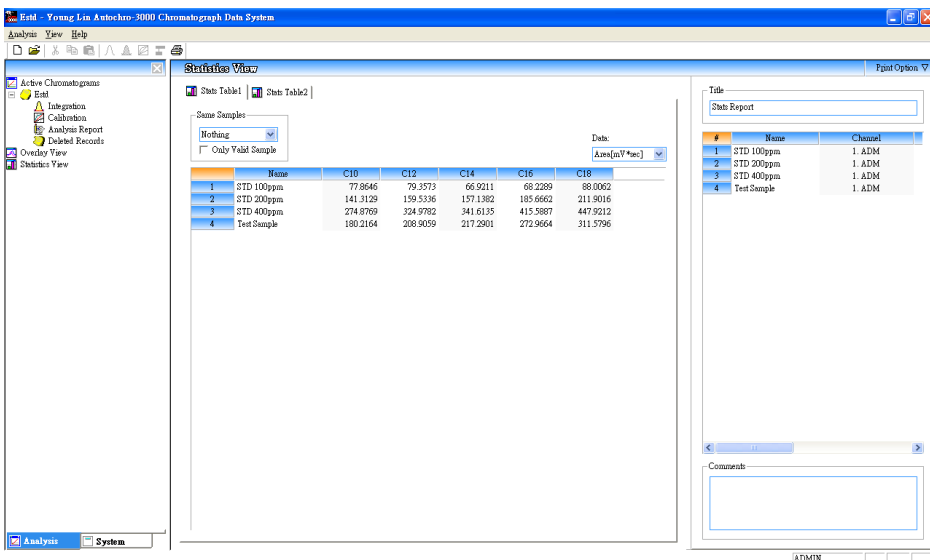 Estd - Young Lin Autochro-3000 Chromatograph Data System
Analysis View Help
Active Chromatograms
Estd
Integration
Calibration
Analysis Report
Deleted Records
Overlay View
Statistics View
Analysis System
Statistics View Print Option
Stats Table1 Stats Table2
Same Samples
Nothing
Only Valid Sample
Data:
Area[mV*sec]
Name C10 C12 C14 C16 C18
1 STD 100ppm 77.8646 79.3573 66.9211 68.2289 88.0062
2 STD 200ppm 141.3129 159.5336 157.1382 185.6662 211.9016
3 STD 400ppm 274.8769 324.9782 341.6135 415.5887 447.9212
4 Test Sample 180.2164 208.9059 217.2901 272.9664 311.5796
Title
Stats Report
# Name Channel
1 STD 100ppm 1. ADM
2 STD 200ppm 1. ADM
3 STD 400ppm 1. ADM
4 Test Sample 1. ADM
Comments
ADMIN